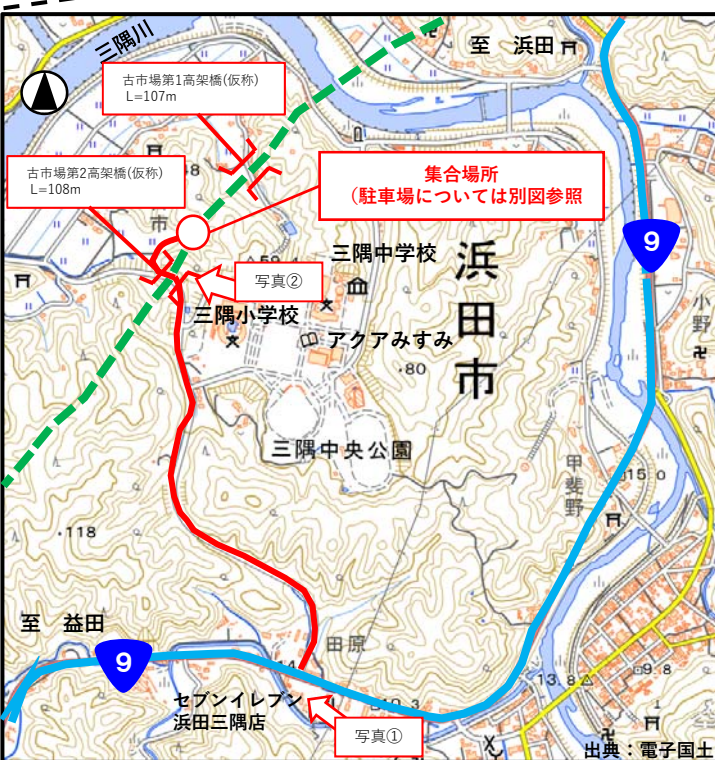 三隅川
至 浜田
古市場第1高架橋(仮称)
L=107m
古市場第2高架橋(仮称)
L=108m
集合場所
(駐車場については別図参照
9
市
写真②
三隅中学校
三隅小学校
アクアみすみ
浜田市
小野
・80
三隅中央公園
甲斐野
15.0
・118
至 益田
9
田原
セブンイレブン
浜田三隅店
写真①
13.8
9.8
出典：電子国土